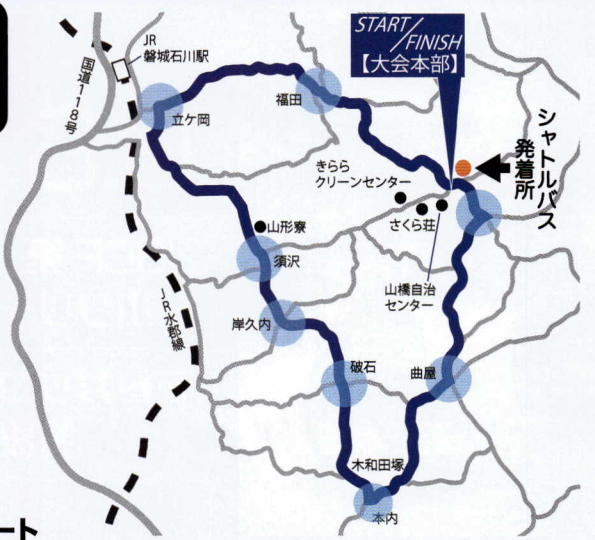 START
/FINISH
【大会本部】
JR
磐城石川駅
国道118号
立ケ岡
福田
シャトルバス
発着所
きらら
クリーンセンター
さくら荘
山形寮
須沢
山橋自治
センター
JR水郡線
岸久内
破石
曲屋
木和田塚
本内
ート